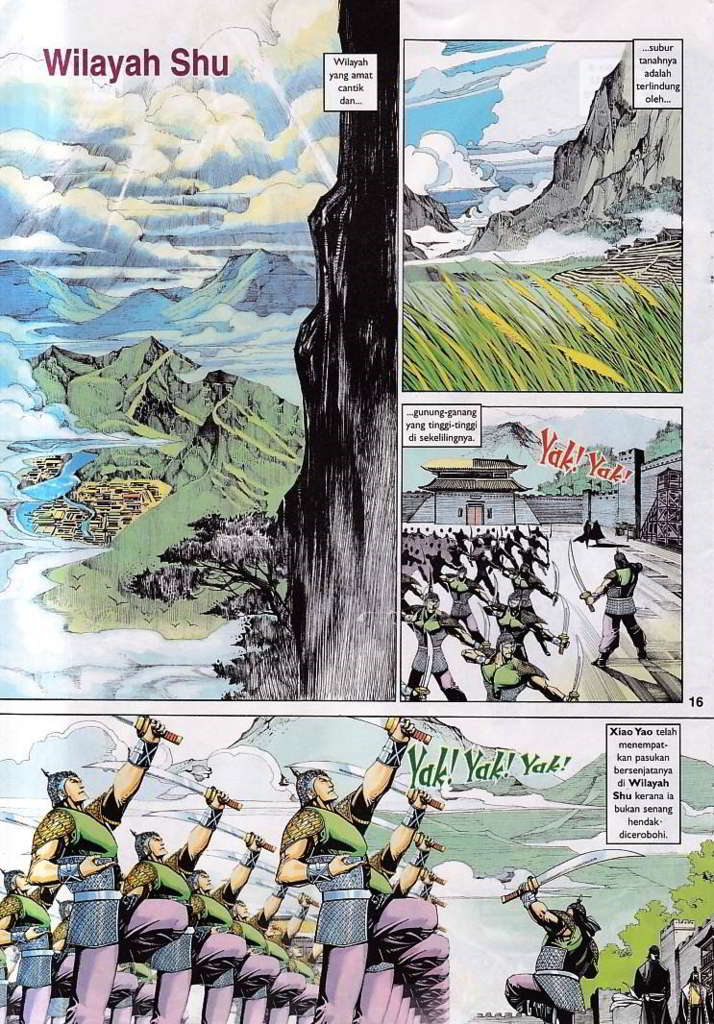 Wilayah Shu
Wilayah
yang amat
cantik
dan...
...subur
tanahnya
adalah
terlindung
oleh...
...gunung-ganang
yang tinggi-tinggi
di sekelilingnya.
Yak! Yak!
16
Yak! Yak! Yak!
Xiao Yao telah
menempat-
kan pasukan
bersenjatanya
di Wilayah
Shu kerana ia
bukan senang
hendak
dicerobohi.